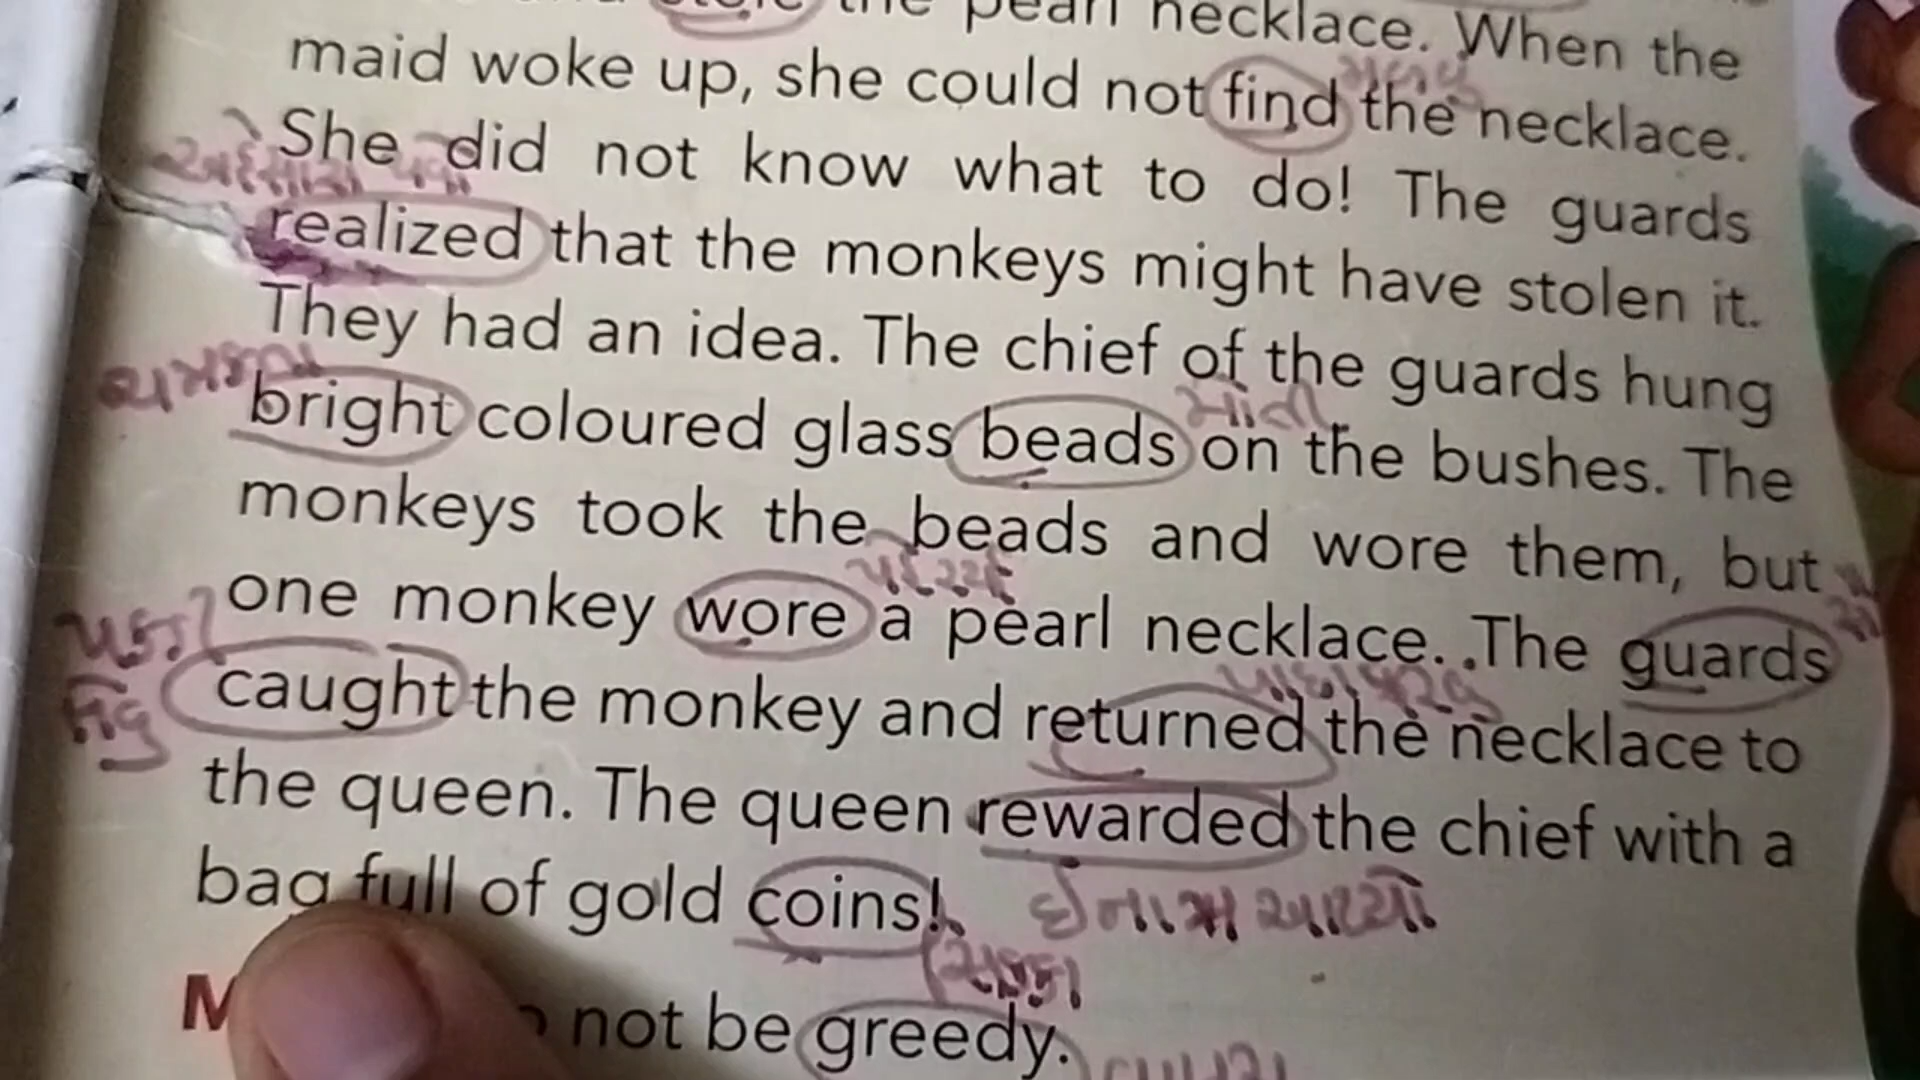 the pearl necklace. When the
maid woke up, she could not find the necklace.
She did not know what to do! The guards
realized that the monkeys might have stolen it.
They had an idea. The chief of the guards hung
bright coloured glass beads on the bushes. The
મોતી
monkeys took the beads and wore them, but
one monkey wore a pearl necklace. The guards
caught the monkey and returned the necklace to
the queen. The queen rewarded the chief with a
bag full of gold coins!
ઈનામ આપ્યો
સિક્કા
not be greedy.